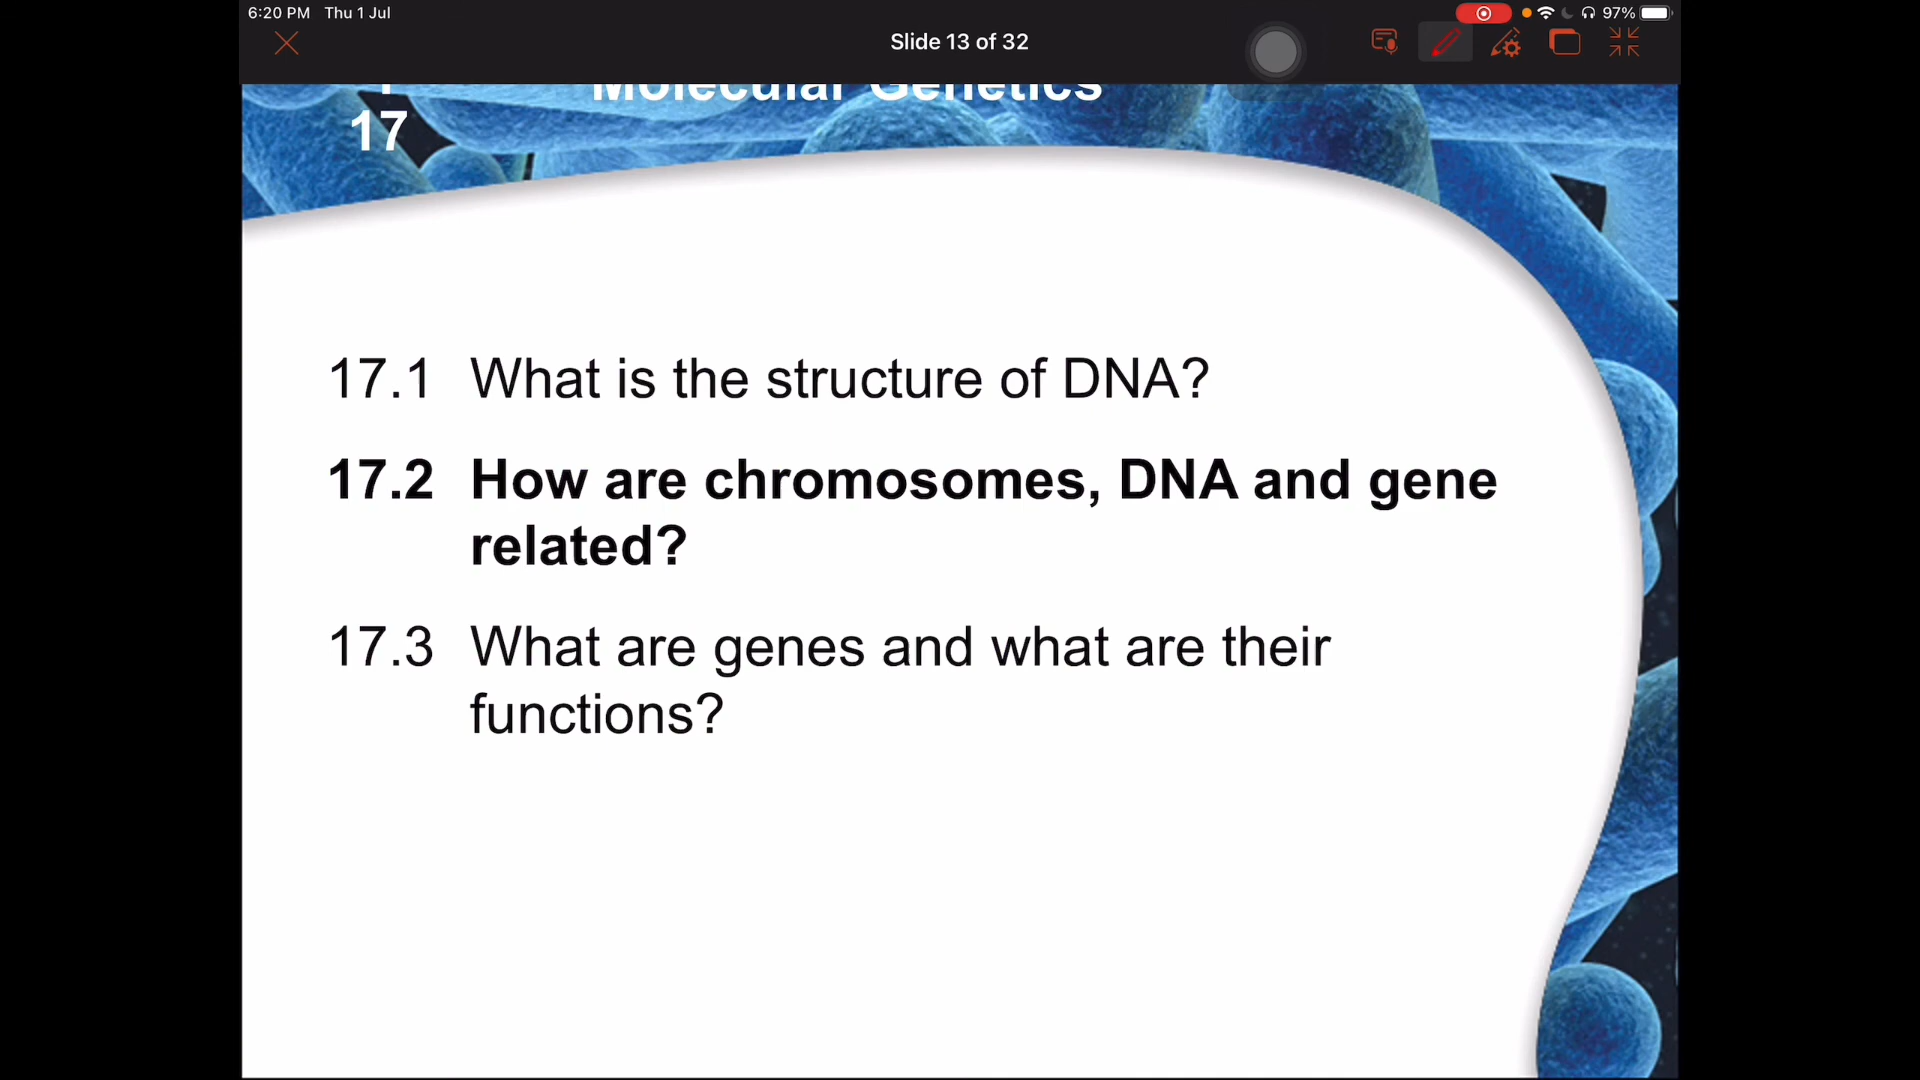 6:20 PM Thu 1 Jul
97%
Slide 13 of 32
Molecular Genetics
17
17.1 What is the structure of DNA?
17.2 How are chromosomes, DNA and gene
related?
17.3 What are genes and what are their
functions?